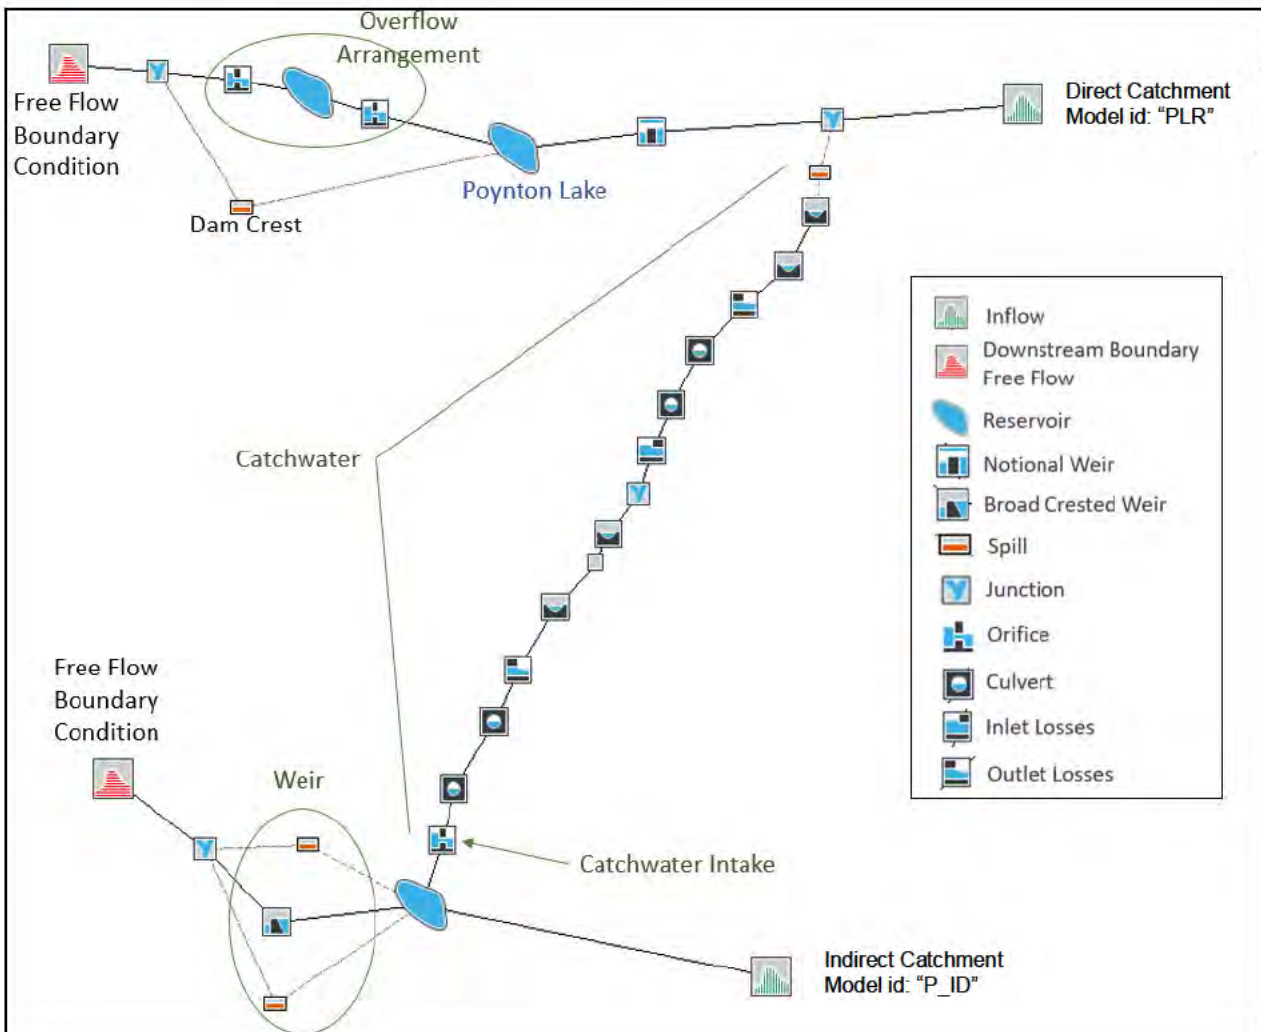 Overflow
Arrangement
Free Flow
Boundary
Condition
Direct Catchment
Model id: “PLR”
Poynton Lake
Dam Crest
Inflow
Downstream Boundary
Free Flow
Reservoir
Notional Weir
Broad Crested Weir
Spill
Junction
Orifice
Culvert
Inlet Losses
Outlet Losses
Catchwater
Free Flow
Boundary
Condition
Weir
Catchwater Intake
Indirect Catchment
Model id: “P_ID”